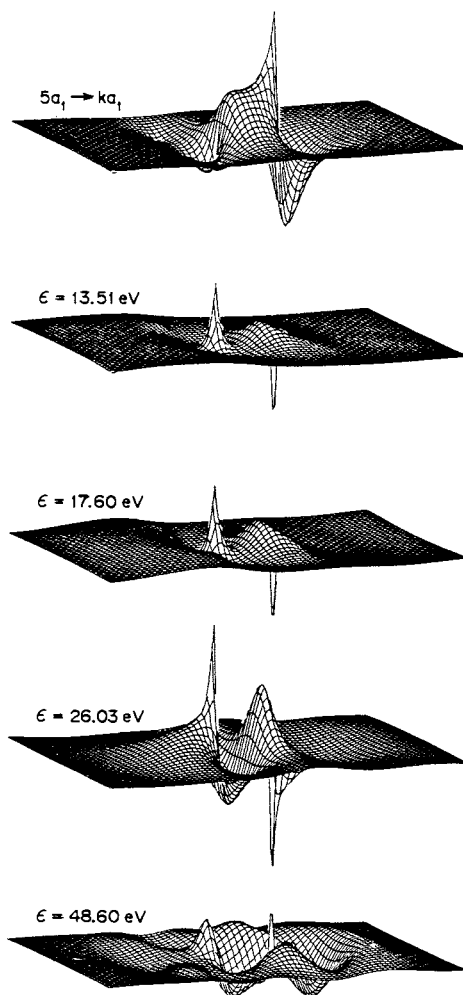 5a₁ → ka₁
ϵ = 13.51 eV
ϵ = 17.60 eV
ϵ = 26.03 eV
ϵ = 48.60 eV